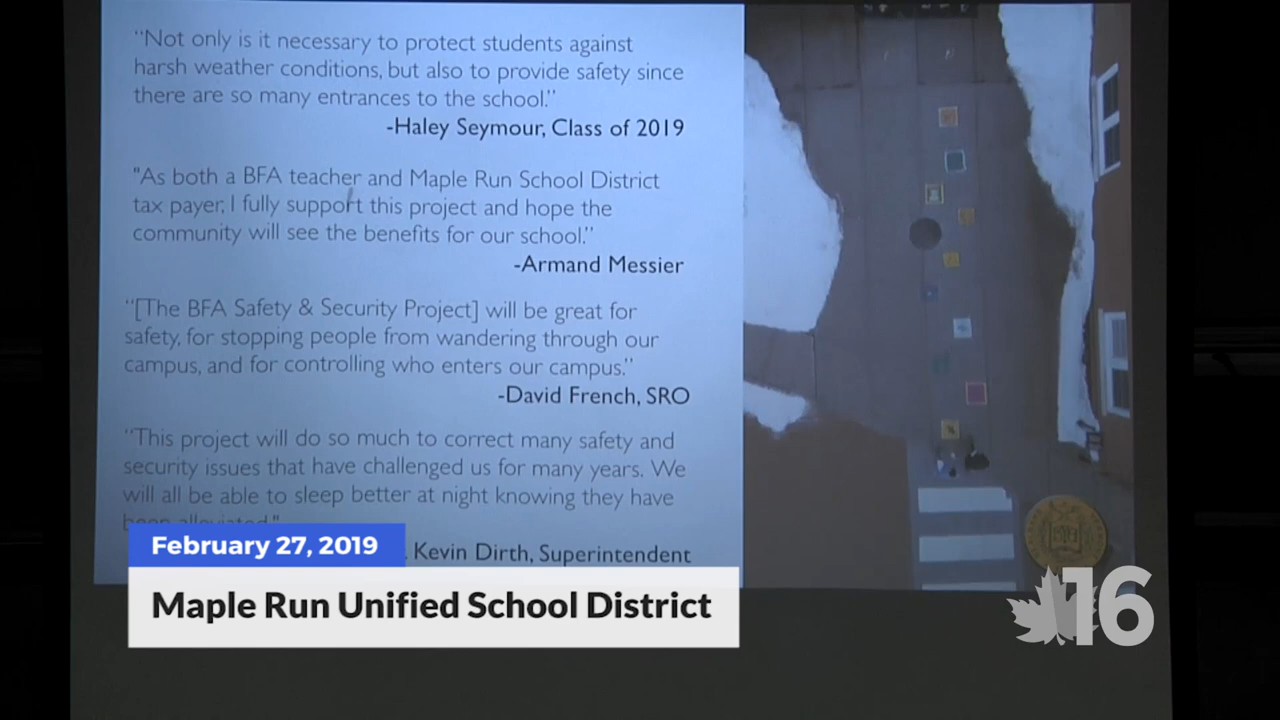 “Not only is it necessary to protect students against
harsh weather conditions, but also to provide safety since
there are so many entrances to the school.”
-Haley Seymour, Class of 2019
"As both a BFA teacher and Maple Run School District
tax payer, I fully support this project and hope the
community will see the benefits for our school.”
-Armand Messier
“[The BFA Safety & Security Project] will be great for
safety, for stopping people from wandering through our
campus, and for controlling who enters our campus.”
-David French, SRO
“This project will do so much to correct many safety and
security issues that have challenged us for many years. We
will all be able to sleep better at night knowing they have
been alleviated."
Kevin Dirth, Superintendent
February 27, 2019
Maple Run Unified School District
16